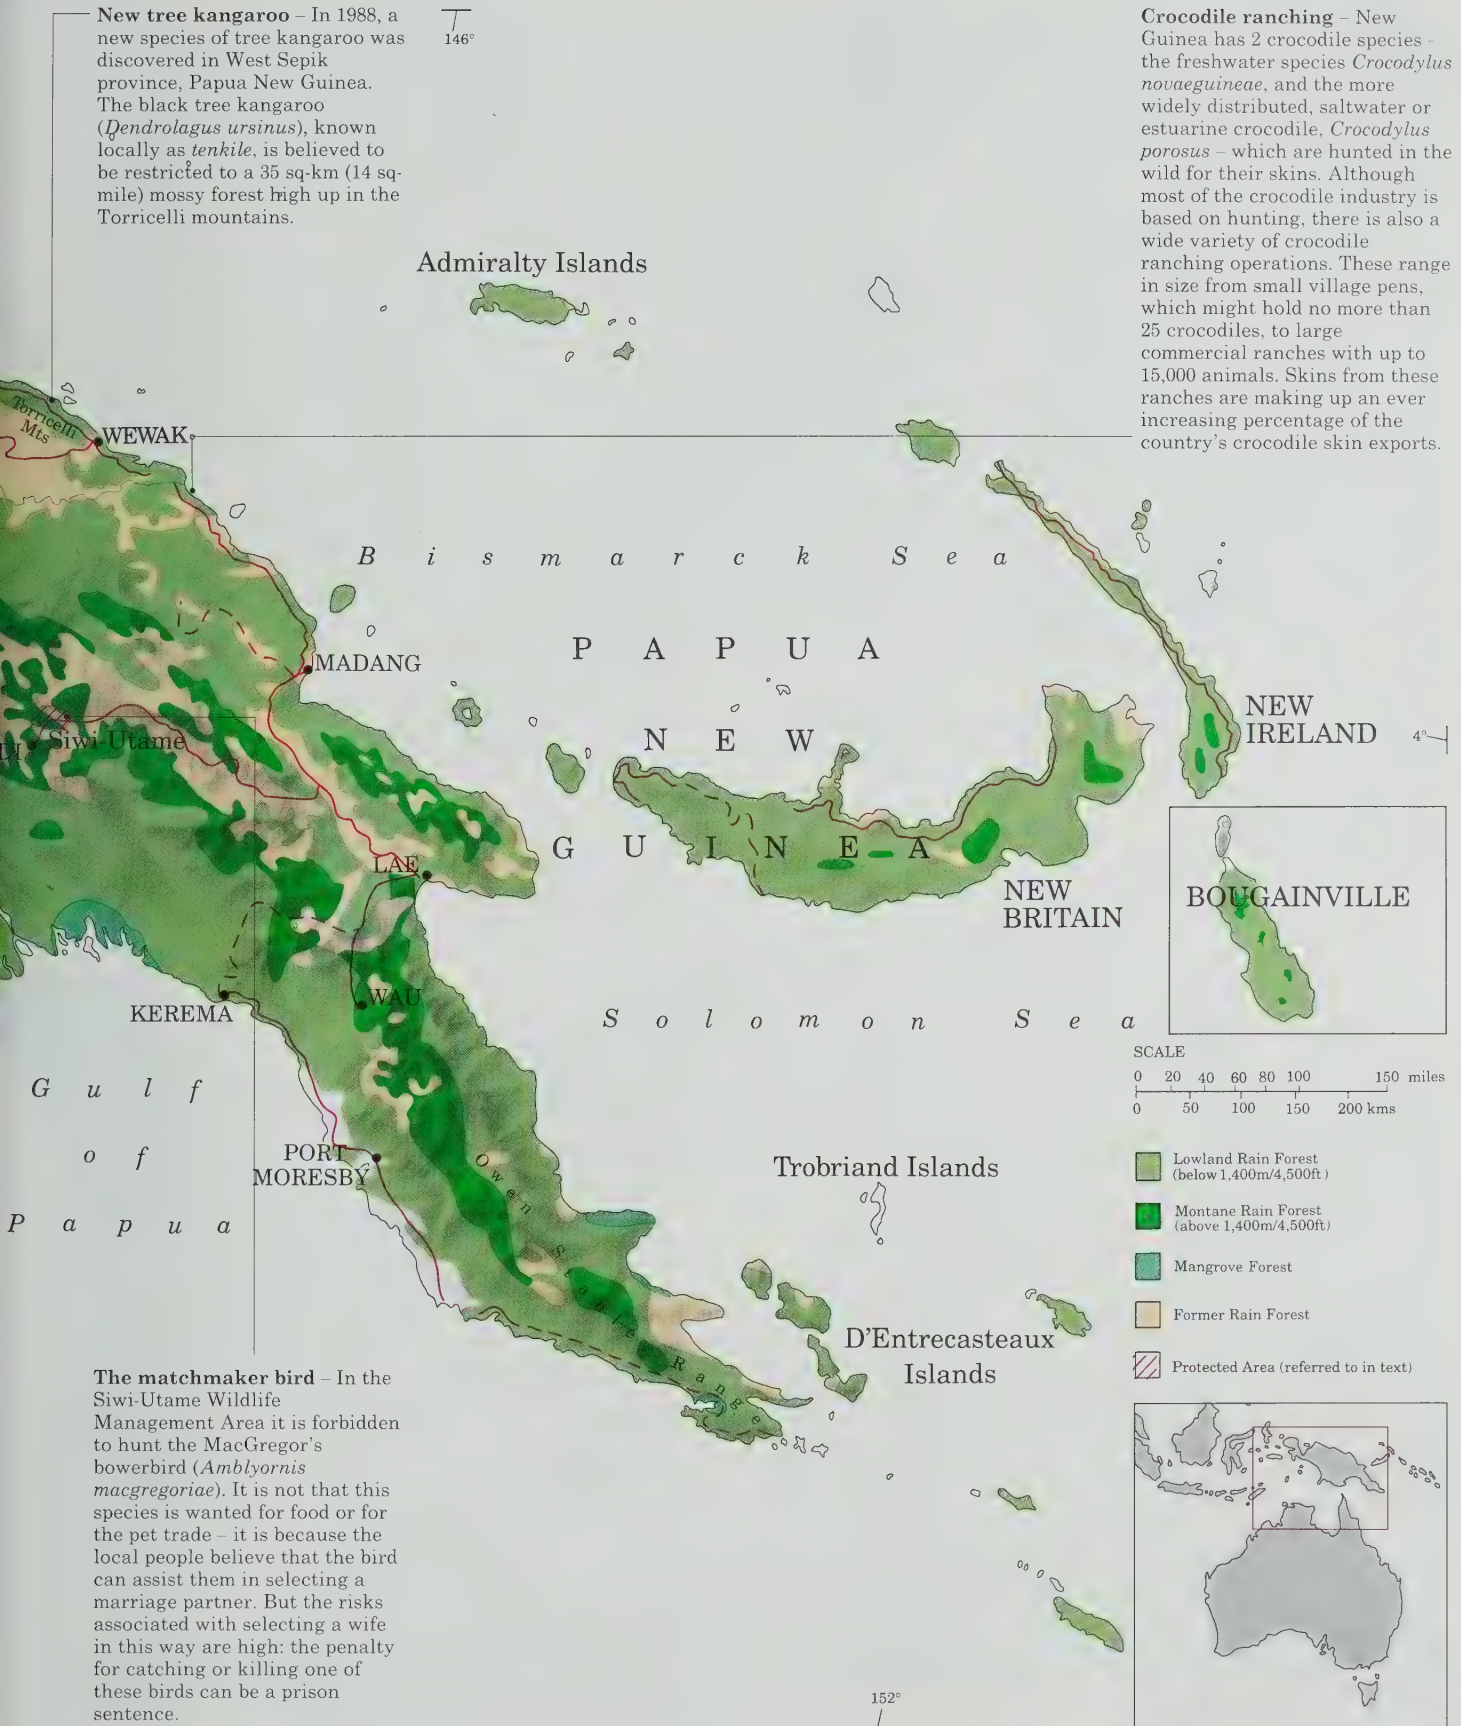 New tree kangaroo – In 1988, a
new species of tree kangaroo was
discovered in West Sepik
province, Papua New Guinea.
The black tree kangaroo
(Dendrolagus ursinus), known
locally as tenkile, is believed to
be restricted to a 35 sq-km (14 sq-
mile) mossy forest high up in the
Torricelli mountains.
146°
Crocodile ranching – New
Guinea has 2 crocodile species -
the freshwater species Crocodylus
novaeguineae, and the more
widely distributed, saltwater or
estuarine crocodile, Crocodylus
porosus – which are hunted in the
wild for their skins. Although
most of the crocodile industry is
based on hunting, there is also a
wide variety of crocodile
ranching operations. These range
in size from small village pens,
which might hold no more than
25 crocodiles, to large
commercial ranches with up to
15,000 animals. Skins from these
ranches are making up an ever
increasing percentage of the
country's crocodile skin exports.
Admiralty Islands
Torricelli
Mts
WEWAK
Bismarck Sea
PAPUA
MADANG
NEW
IRELAND
4°
NEW
Siwi-Utame
GUINEA
LAE
NEW
BRITAIN
BOUGAINVILLE
WAU
KEREMA
Solomon Sea
SCALE
0 20 40 60 80 100 150 miles
0 50 100 150 200 kms
Gulf
of
Papua
PORT
MORESBY
Owen Stanley Range
Trobriand Islands
D'Entrecasteaux
Islands
Lowland Rain Forest
(below 1,400m/4,500ft)
Montane Rain Forest
(above 1,400m/4,500ft)
Mangrove Forest
Former Rain Forest
Protected Area (referred to in text)
The matchmaker bird – In the
Siwi-Utame Wildlife
Management Area it is forbidden
to hunt the MacGregor's
bowerbird (Amblyornis
macgregoriae). It is not that this
species is wanted for food or for
the pet trade – it is because the
local people believe that the bird
can assist them in selecting a
marriage partner. But the risks
associated with selecting a wife
in this way are high: the penalty
for catching or killing one of
these birds can be a prison
sentence.
152°